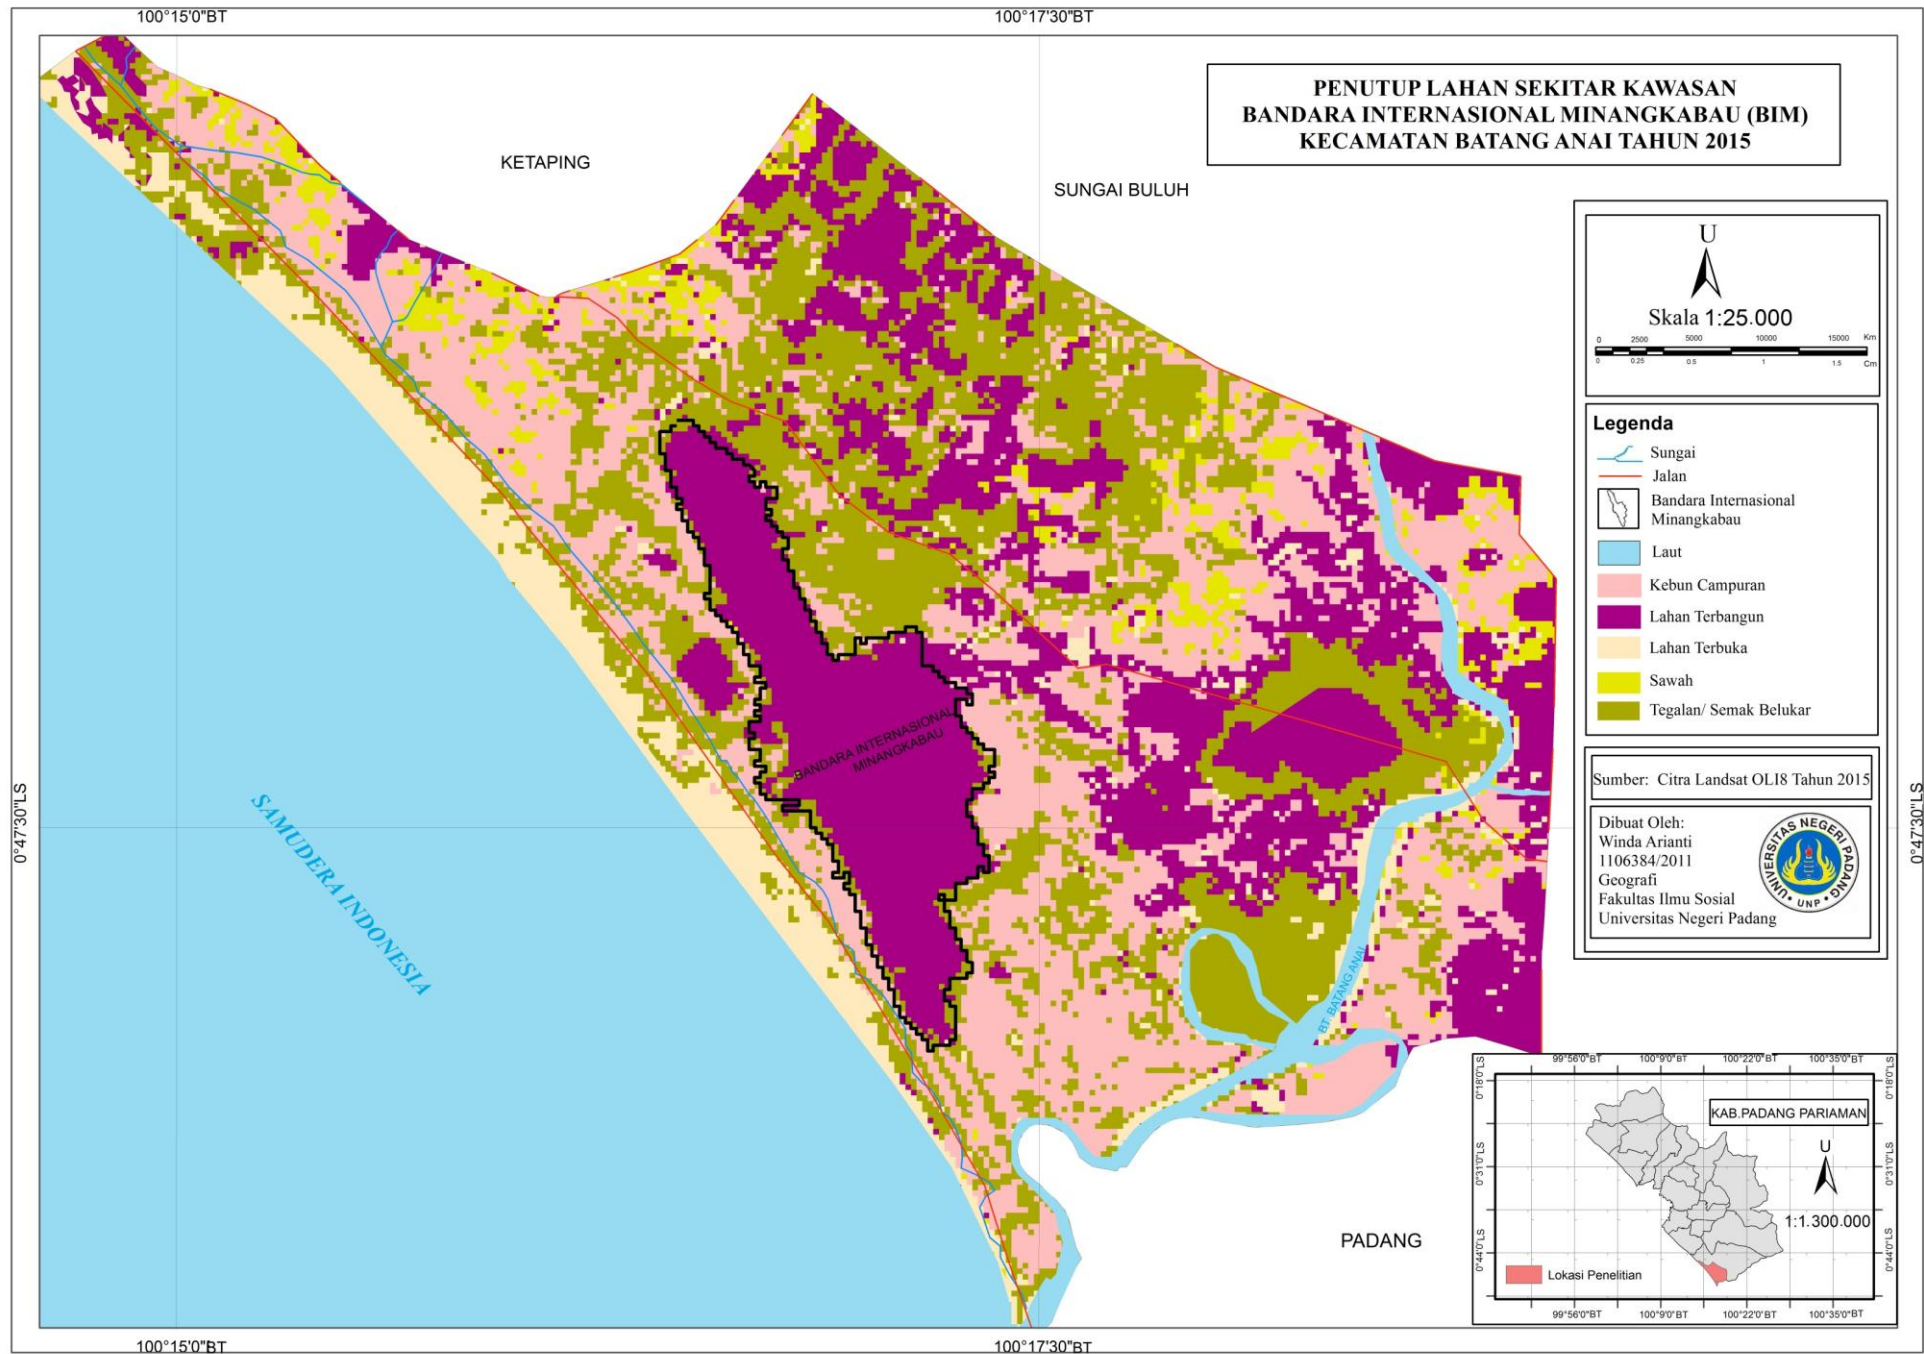 100°15'0"BT
100°17'30"BT
PENUTUP LAHAN SEKITAR KAWASAN
BANDARA INTERNASIONAL MINANGKABAU (BIM)
KECAMATAN BATANG ANAI TAHUN 2015
KETAPING
SUNGAI BULUH
U
Skala 1:25.000
0 2500 5000 10000 15000 Km
0 0.25 0.5 1 1.5 Cm
Legenda
Sungai
Jalan
Bandara Internasional
Minangkabau
Laut
Kebun Campuran
Lahan Terbangun
Lahan Terbuka
Sawah
Tegalan/ Semak Belukar
BANDARA INTERNASIONAL
MINANGKABAU
Sumber: Citra Landsat OLI8 Tahun 2015
Dibuat Oleh:
Winda Arianti
1106384/2011
Geografi
Fakultas Ilmu Sosial
Universitas Negeri Padang
UNIVERSITAS NEGERI PADANG
UNP
0°47'30"LS
0°47'30"LS
SAMUDERA INDONESIA
BT. BATANG ANAI
PADANG
99°56'0"BT 100°9'0"BT 100°22'0"BT 100°35'0"BT
0°18'0"LS
0°18'0"LS
KAB.PADANG PARIAMAN
U
0°31'0"LS
0°31'0"LS
1:1.300.000
0°44'0"LS
0°44'0"LS
Lokasi Penelitian
99°56'0"BT 100°9'0"BT 100°22'0"BT 100°35'0"BT
100°15'0"BT
100°17'30"BT